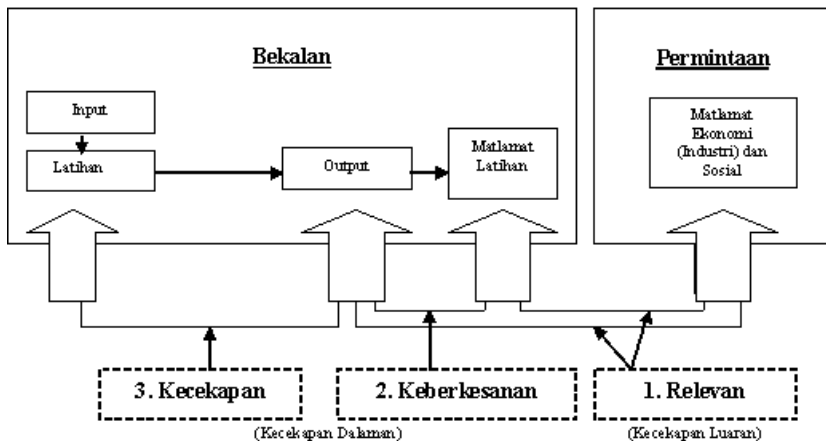 Bekalan
Permintaan
Input
Latihan
Output
Matlamat
Latihan
Matlamat
Ekonomi
(Industri) dan
Sosial
3. Kecekapan
2. Keberkesanan
1. Relevan
(Kecekapan Dalaman)
(Kecekapan Luaran)